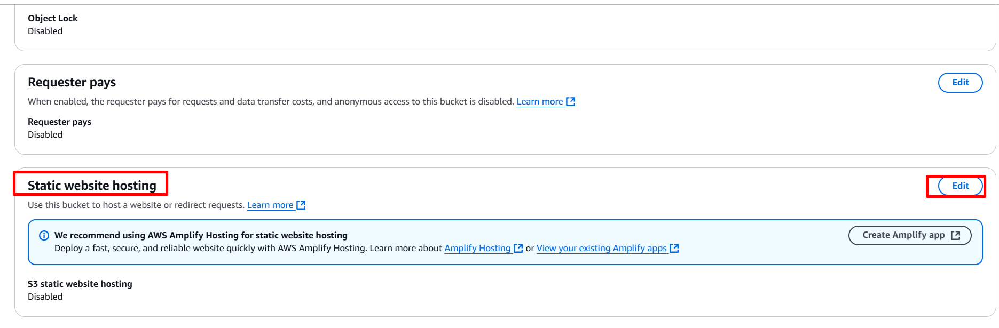 Object Lock
Disabled
Requester pays
Edit
When enabled, the requester pays for requests and data transfer costs, and anonymous access to this bucket is disabled. Learn more
Requester pays
Disabled
Static website hosting
Edit
Use this bucket to host a website or redirect requests. Learn more
We recommend using AWS Amplify Hosting for static website hosting
Create Amplify app
Deploy a fast, secure, and reliable website quickly with AWS Amplify Hosting. Learn more about Amplify Hosting or View your existing Amplify apps
S3 static website hosting
Disabled